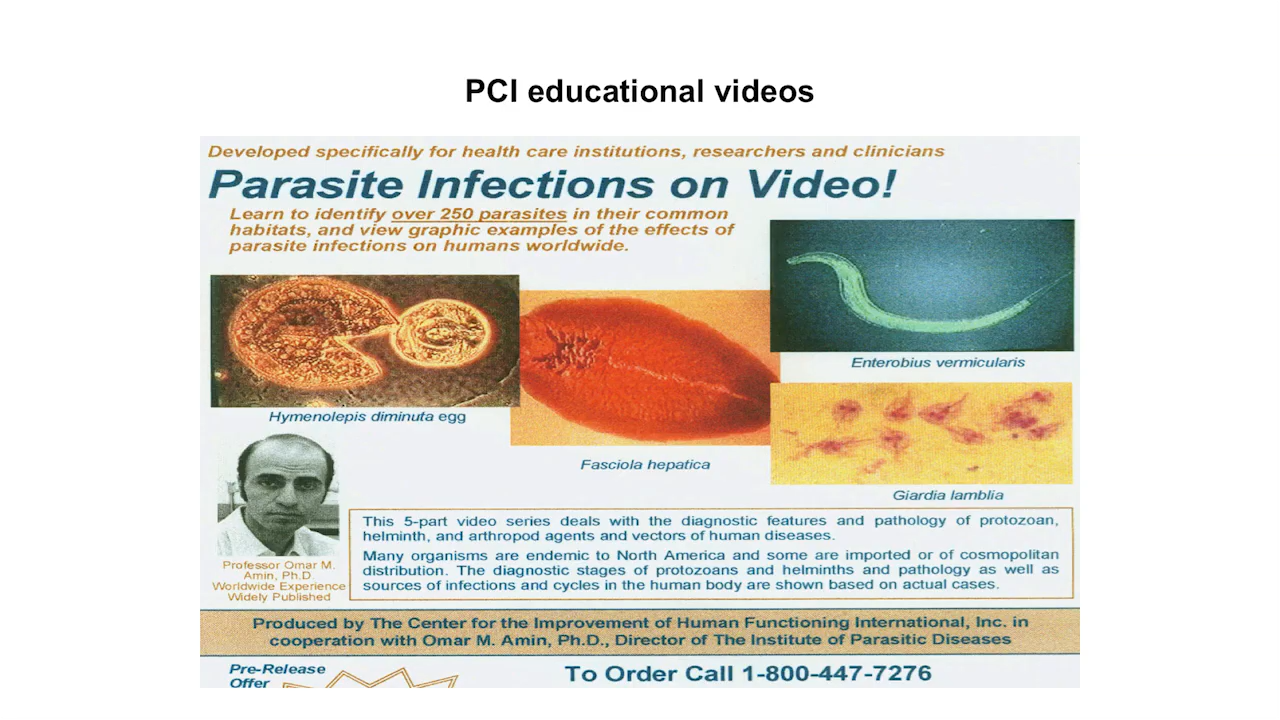 PCI educational videos
Developed specifically for health care institutions, researchers and clinicians
Parasite Infections on Video!
Learn to identify over 250 parasites in their common
habitats, and view graphic examples of the effects of
parasite infections on humans worldwide.
Enterobius vermicularis
Hymenolepis diminuta egg
Fasciola hepatica
Giardia lamblia
Professor Omar M.
Amin, Ph.D.
Worldwide Experience
Widely Published
This 5-part video series deals with the diagnostic features and pathology of protozoan,
helminth, and arthropod agents and vectors of human diseases.
Many organisms are endemic to North America and some are imported or of cosmopolitan
distribution. The diagnostic stages of protozoans and helminths and pathology as well as
sources of infections and cycles in the human body are shown based on actual cases.
Produced by The Center for the Improvement of Human Functioning International, Inc. in
cooperation with Omar M. Amin, Ph.D., Director of The Institute of Parasitic Diseases
Pre-Release
Offer
To Order Call 1-800-447-7276